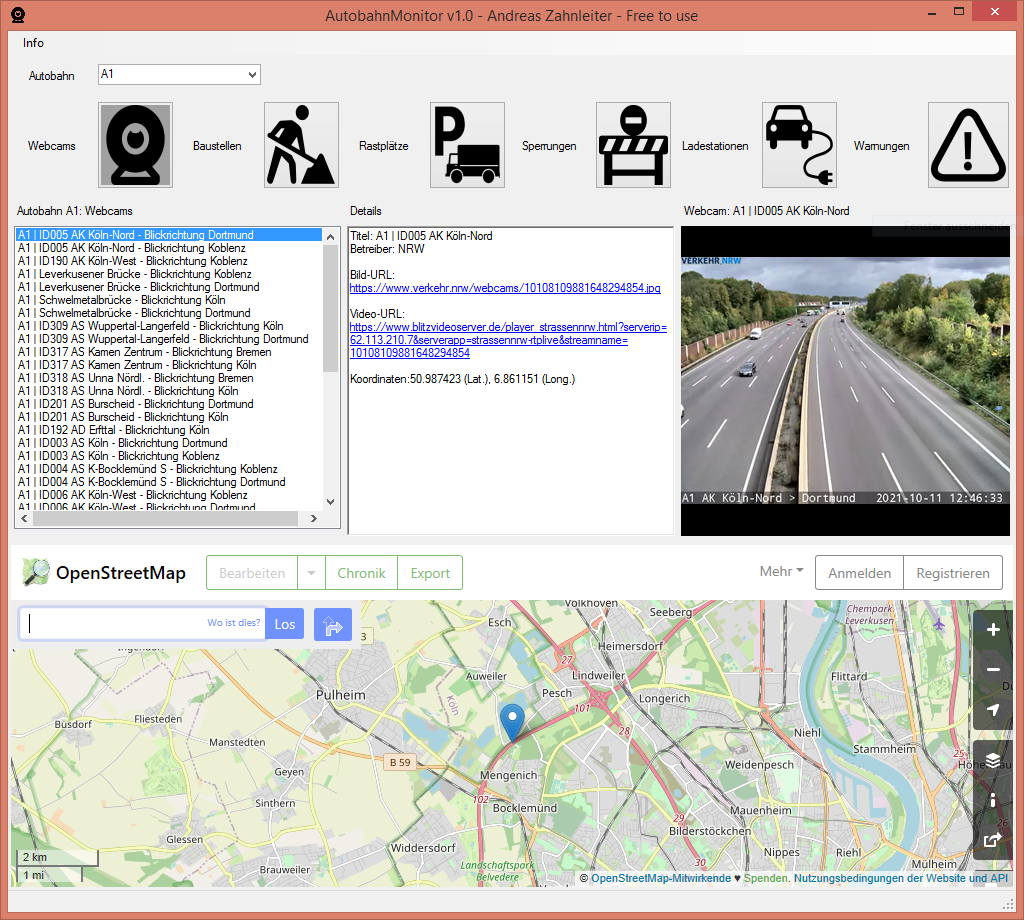 AutobahnMonitor v1.0 - Andreas Zahnleiter - Free to use
Info
Autobahn A1
Webcams Baustellen Rastplätze Sperrungen Ladestationen Warnungen
P
Autobahn A1: Webcams
A1 | ID005 AK Köln-Nord - Blickrichtung Dortmund
A1 | ID005 AK Köln-Nord - Blickrichtung Koblenz
A1 | ID190 AK Köln-West - Blickrichtung Koblenz
A1 | Leverkusener Brücke - Blickrichtung Koblenz
A1 | Leverkusener Brücke - Blickrichtung Dortmund
A1 | Schwelmetalbrücke - Blickrichtung Köln
A1 | Schwelmetalbrücke - Blickrichtung Dortmund
A1 | ID309 AS Wuppertal-Langerfeld - Blickrichtung Köln
A1 | ID309 AS Wuppertal-Langerfeld - Blickrichtung Dortmund
A1 | ID317 AS Kamen Zentrum - Blickrichtung Bremen
A1 | ID317 AS Kamen Zentrum - Blickrichtung Köln
A1 | ID318 AS Unna Nördl. - Blickrichtung Bremen
A1 | ID318 AS Unna Nördl. - Blickrichtung Köln
A1 | ID201 AS Burscheid - Blickrichtung Dortmund
A1 | ID201 AS Burscheid - Blickrichtung Köln
A1 | ID192 AD Erfttal - Blickrichtung Köln
A1 | ID003 AS Köln - Blickrichtung Dortmund
A1 | ID003 AS Köln - Blickrichtung Koblenz
A1 | ID004 AS K-Bocklemünd S - Blickrichtung Koblenz
A1 | ID004 AS K-Bocklemünd S - Blickrichtung Dortmund
A1 | ID006 AK Köln-West - Blickrichtung Koblenz
A1 | ID006 AK Köln-West - Blickrichtung Dortmund
Details
Titel: A1 | ID005 AK Köln-Nord
Betreiber: NRW
Bild-URL:
https://www.verkehr.nrw/webcams/10108109881648294854.jpg
Video-URL:
https://www.blitzvideoserver.de/player_strassennrw.html?serverip=
62.113.210.7&serverapp=strassennrw-rtplive&streamname=
10108109881648294854
Koordinaten:50.987423 (Lat.), 6.861151 (Long.)
Webcam: A1 | ID005 AK Köln-Nord
Fenster ausschneiden
VERKEHR.NRW
A1 AK Köln-Nord > Dortmund 2021-10-11 12:46:33
OpenStreetMap
Bearbeiten
Chronik
Export
Mehr
Anmelden
Registrieren
Wo ist dies?
Los
3
Volkhoven
Seeberg
Chempark
Leverkusen
Esch
Heimersdorf
27
Auweiler
Lindweiler
Flittard
Pulheim
Köln
Pesch
Longerich
Büsdorf
Fliesteden
101
28
Niehl
Manstedten
Stammheim
B 59
Geyen
Mengenich
Weidenpesch
102
Sinthern
Bocklemünd
Mauenheim
29
26
Glessen
Bilderstöckchen
Widdersdorf
Nippes
Riehl
2 km
Brauweiler
Landschaftspark
Belvedere
30
Mülheim
1 mi
© OpenStreetMap-Mitwirkende ♥ Spenden. Nutzungsbedingungen der Website und API